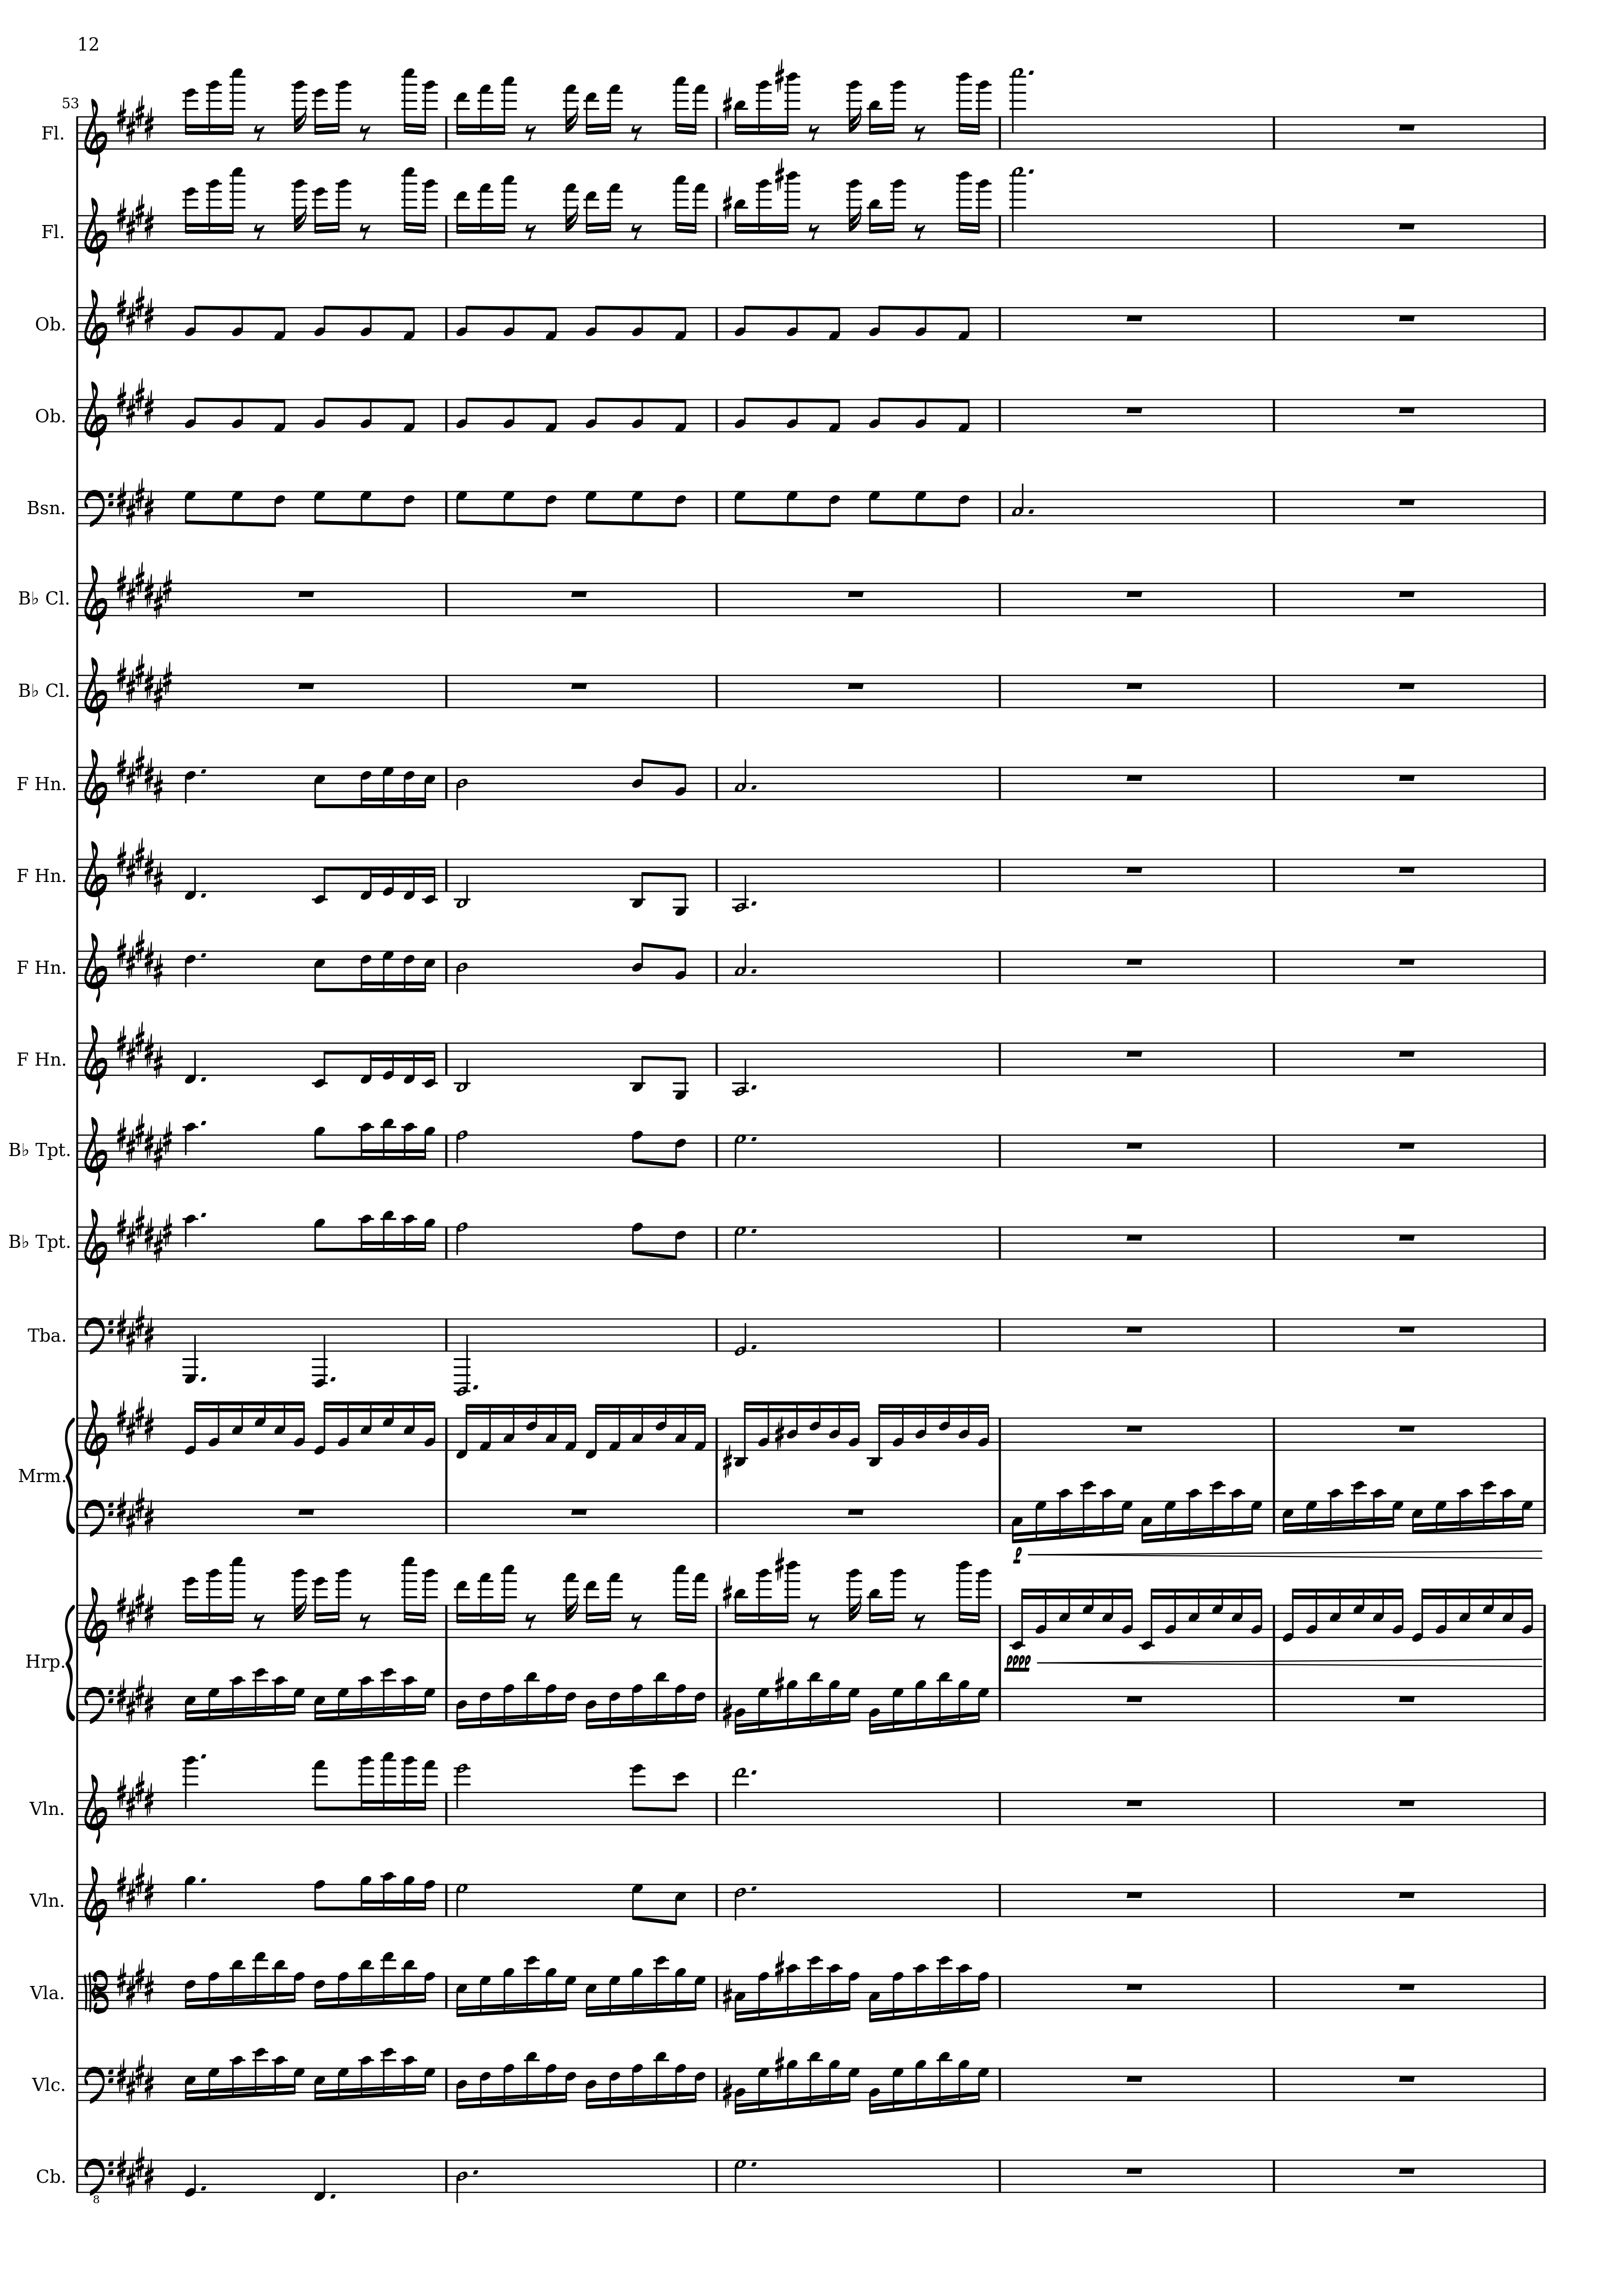 12
53
Fl.
Fl.
Ob.
Ob.
Bsn.
B♭ Cl.
B♭ Cl.
F Hn.
F Hn.
F Hn.
F Hn.
B♭ Tpt.
B♭ Tpt.
Tba.
Mrm.
p
Hrp.
pppp
Vln.
Vln.
Vla.
Vlc.
Cb.
8